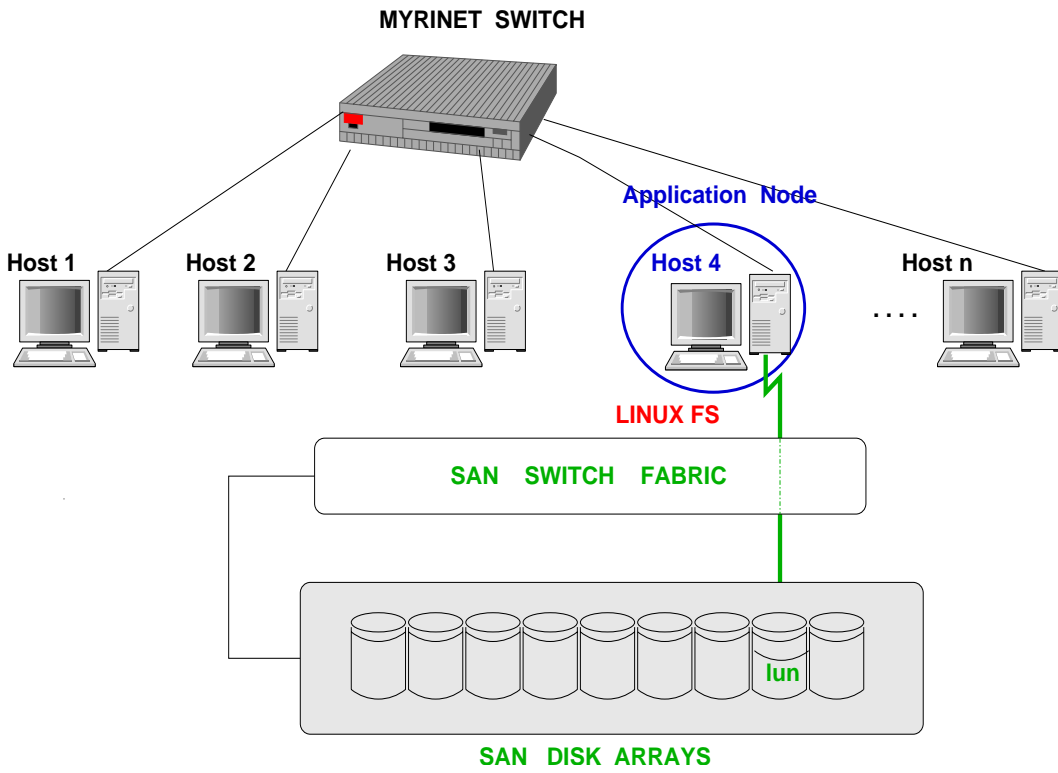 MYRINET SWITCH
Application Node
Host 1
Host 2
Host 3
Host 4
Host n
. . . .
LINUX FS
SAN SWITCH FABRIC
lun
SAN DISK ARRAYS